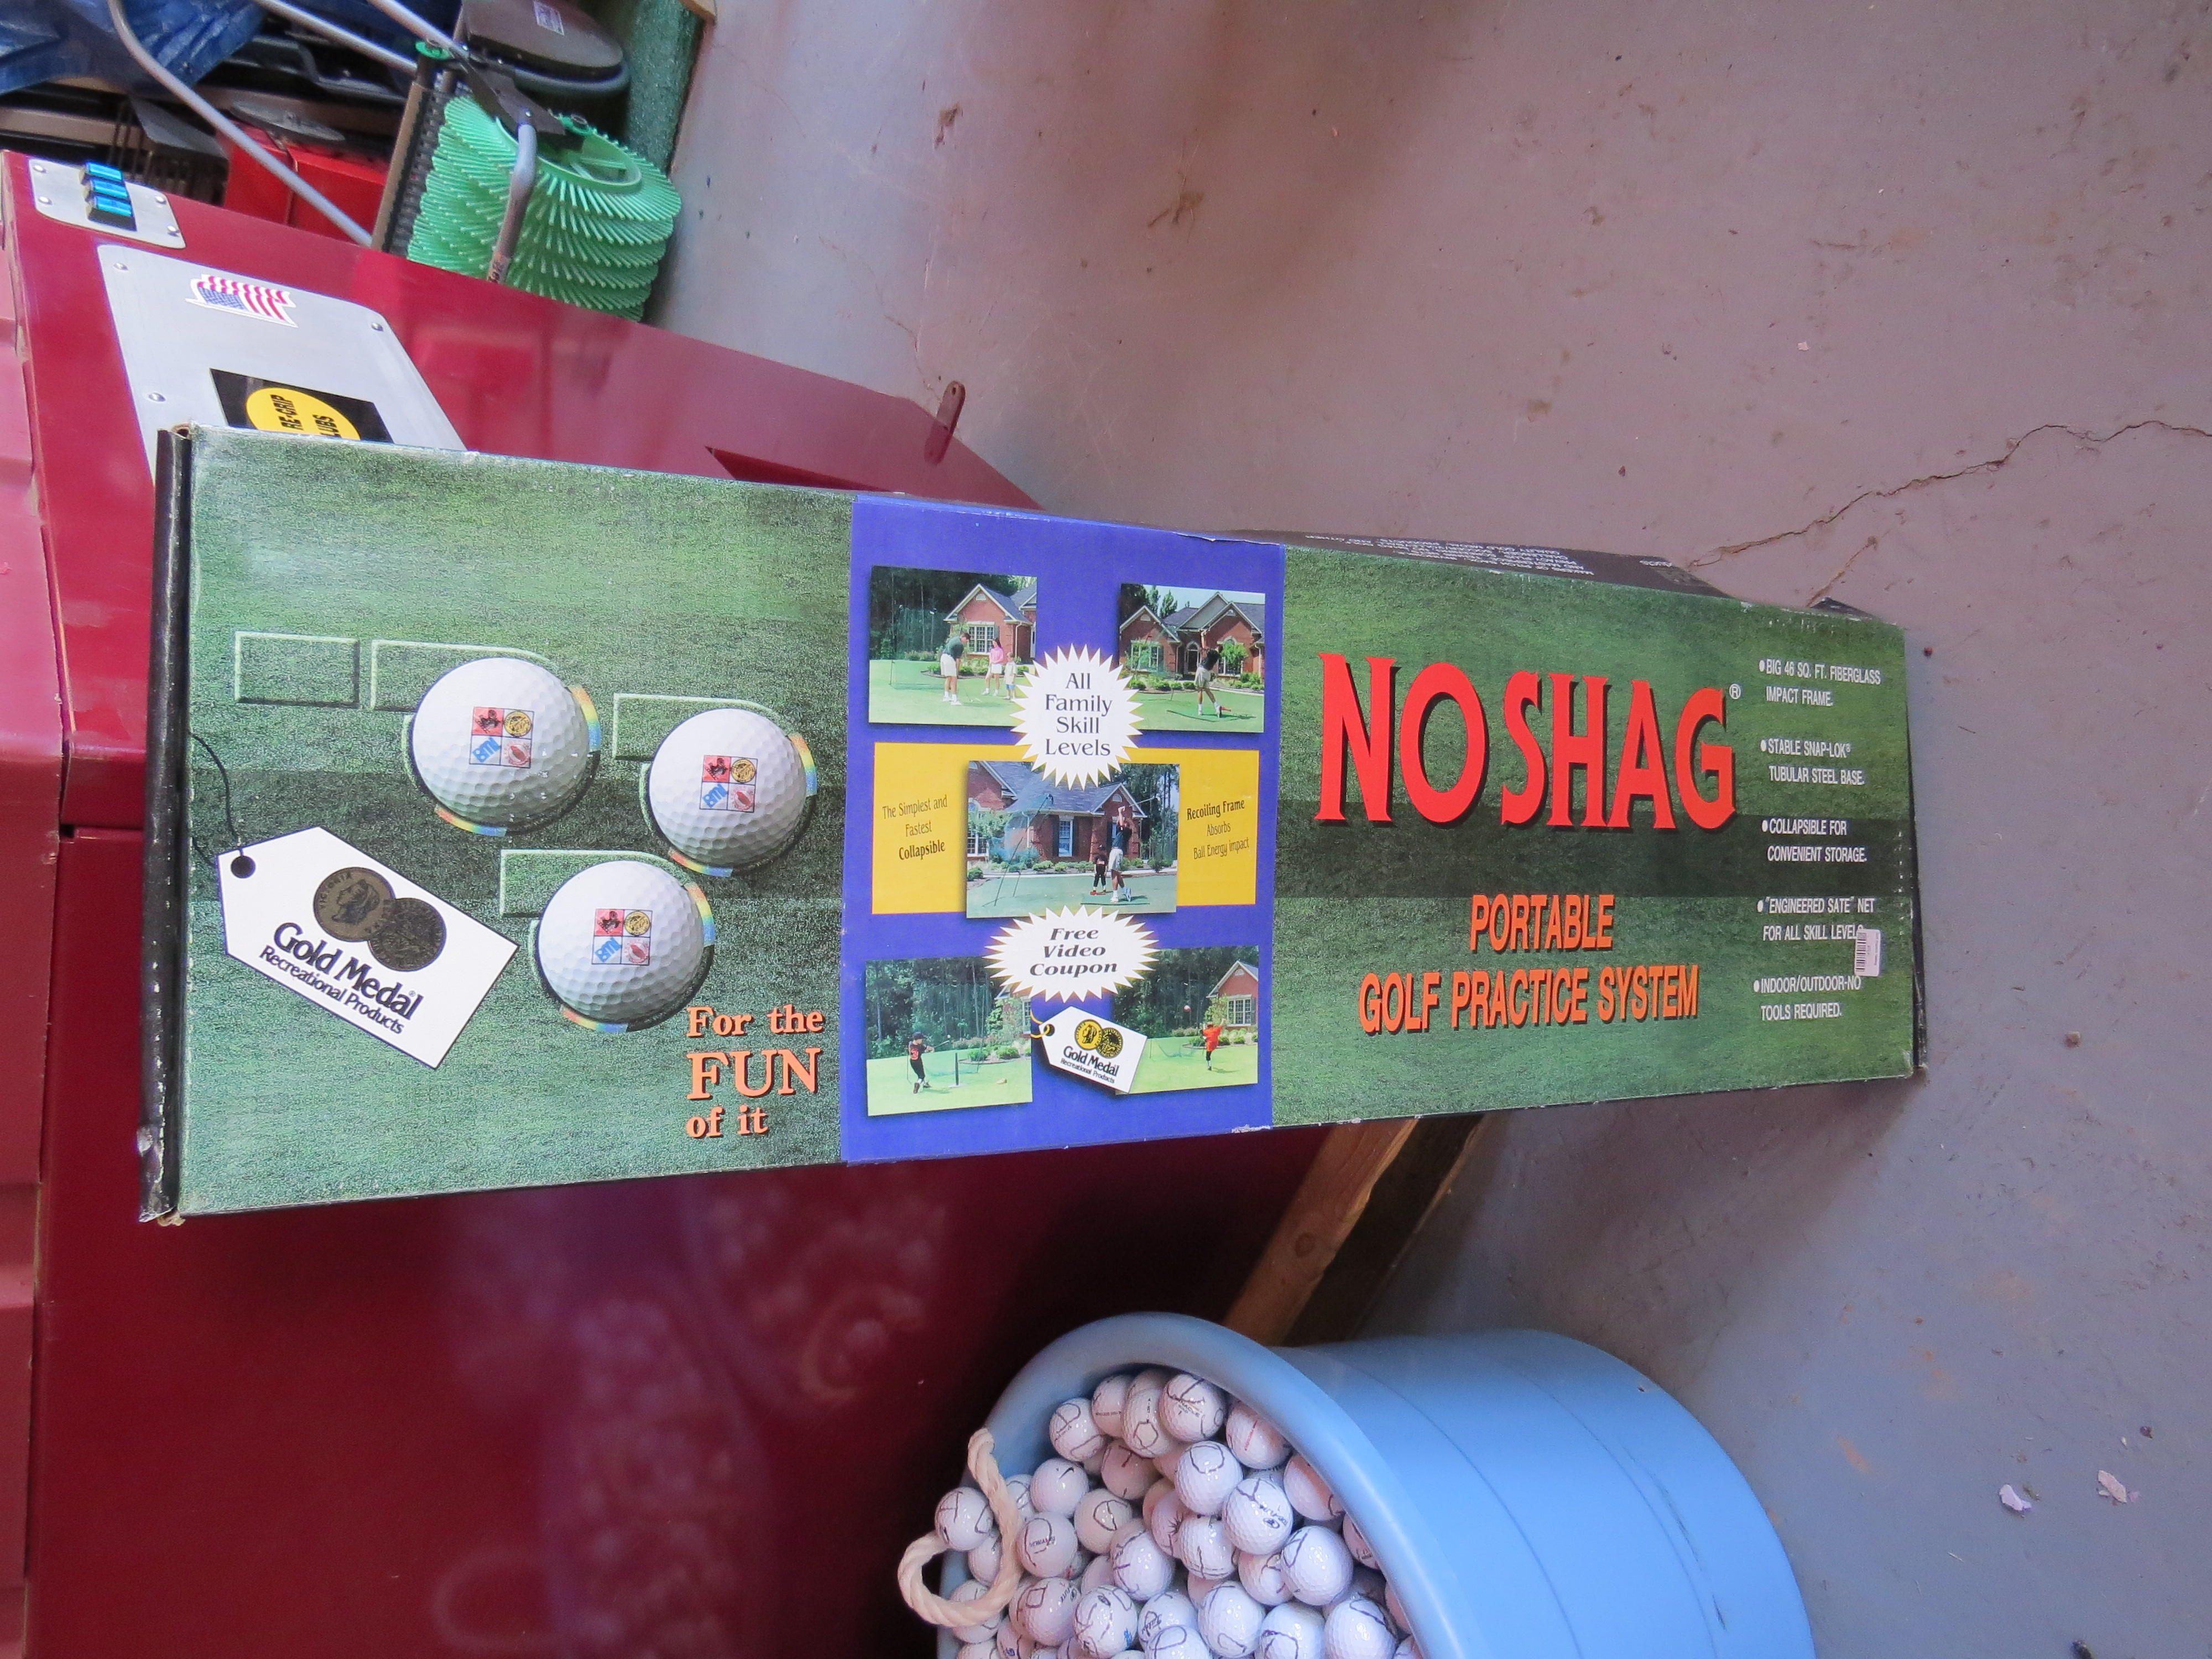 RE-GRIP
For the
FUN
of it
Gold Medal
Recreational Products
VICTORIA
All
Family
Skill
Levels
The Simplest and
Fastest
Collapsible
Recoiling Frame
Absorbs
Ball Energy Impact
Free
Video
Coupon
Gold Medal
Recreational Products
NO SHAG®
PORTABLE
GOLF PRACTICE SYSTEM
●BIG 46 SQ. FT. FIBERGLASS
IMPACT FRAME.
●STABLE SNAP-LOK®
TUBULAR STEEL BASE.
●COLLAPSIBLE FOR
CONVENIENT STORAGE.
●"ENGINEERED SATE" NET
FOR ALL SKILL
●INDOOR/OUTDOOR-NO
TOOLS REQUIRED.